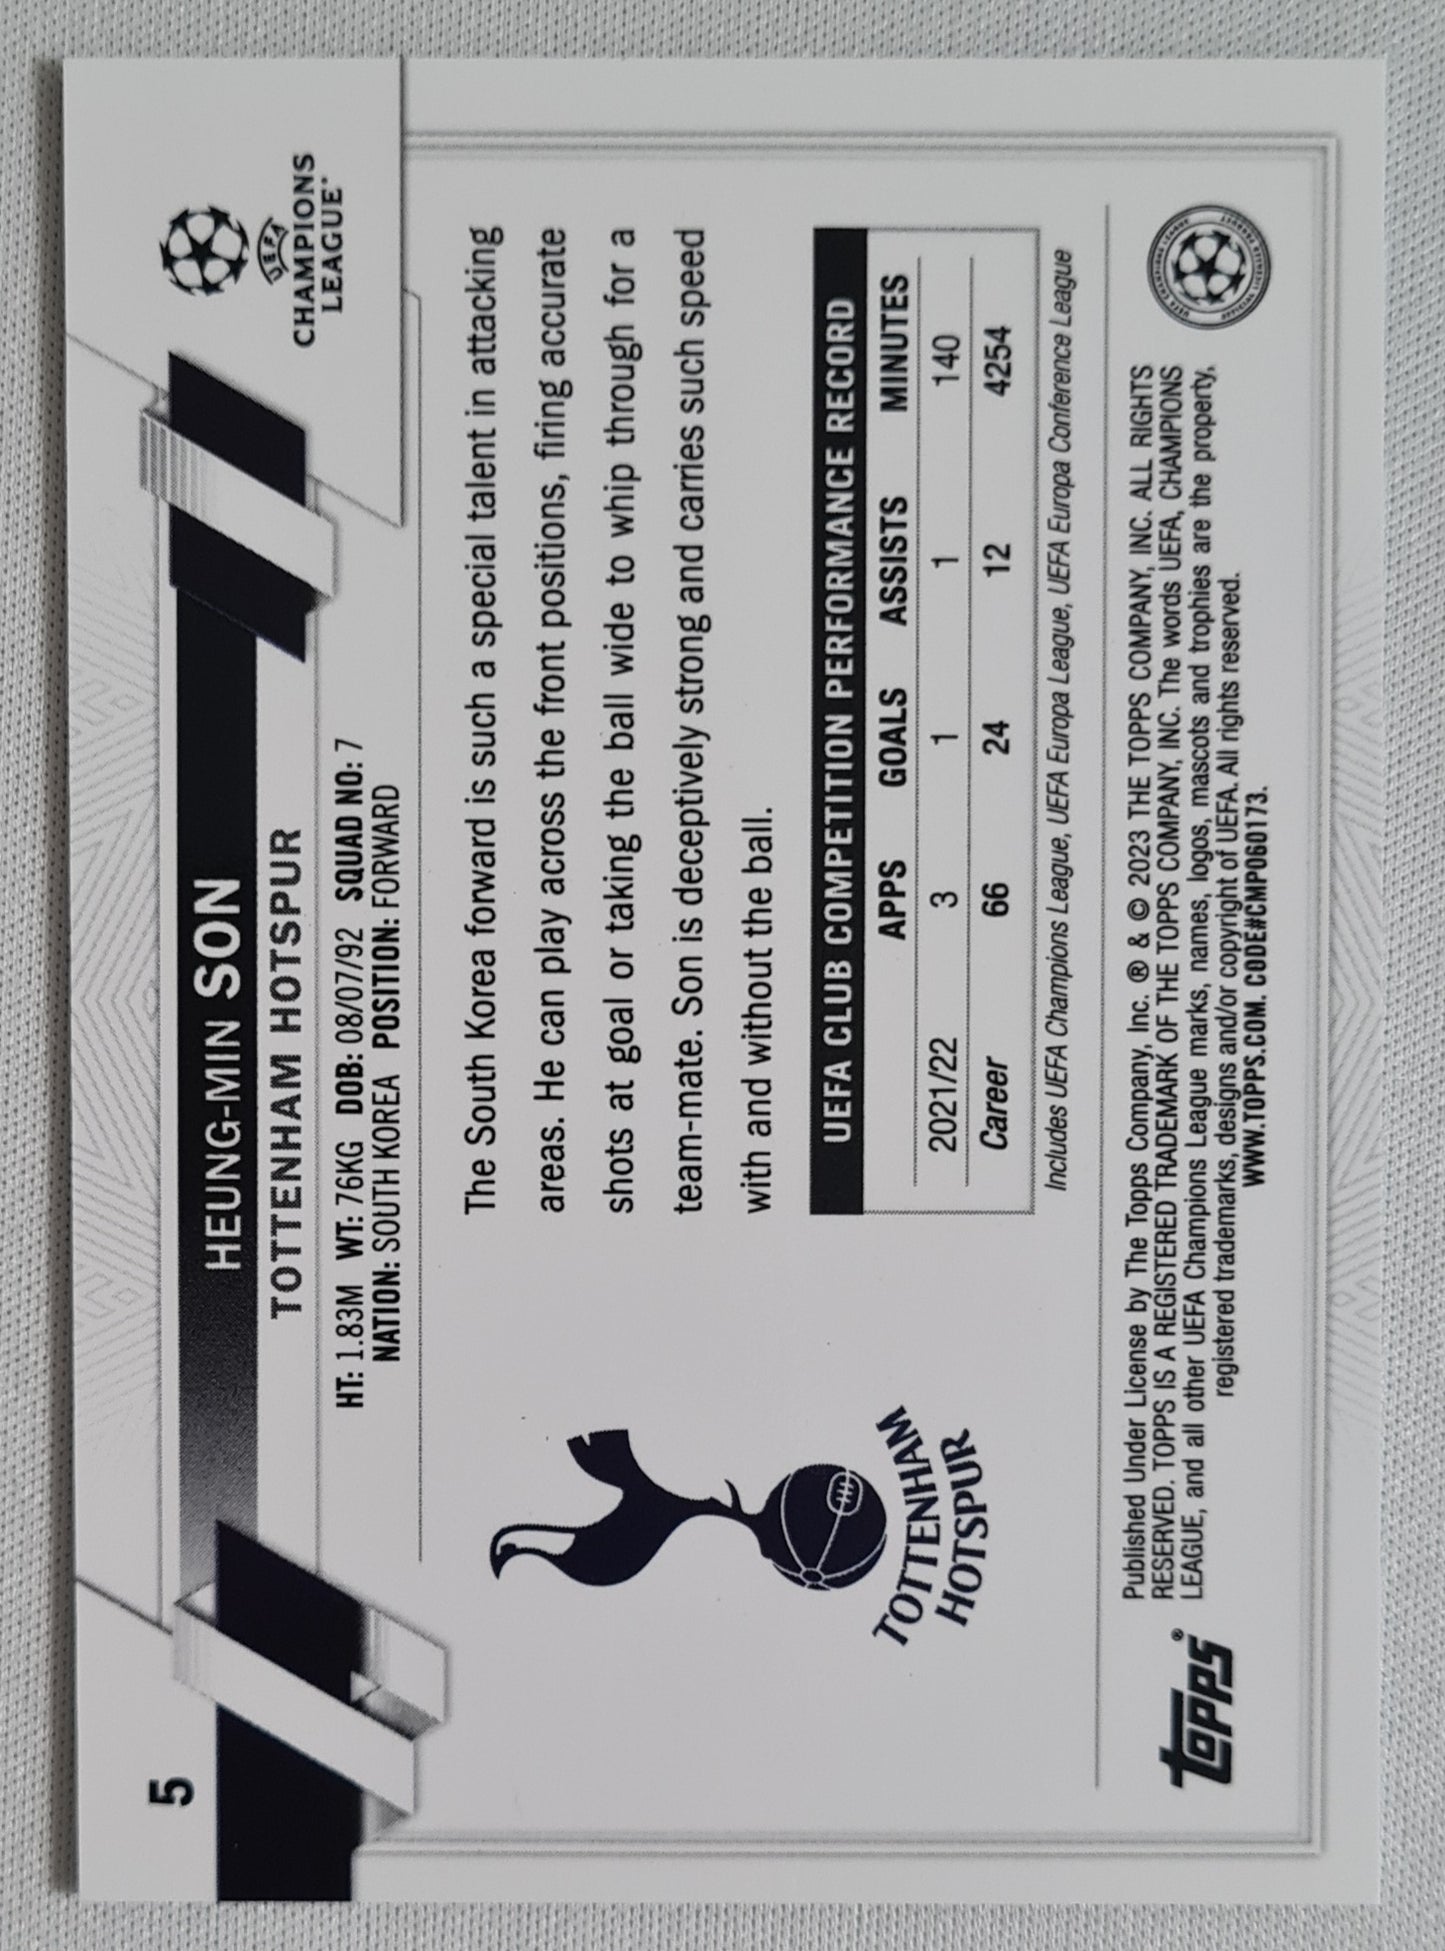 5
HEUNG-MIN SON
TOTTENHAM HOTSPUR
HT: 1.83M WT: 76KG DOB: 08/07/92 SQUAD NO: 7
NATION: SOUTH KOREA POSITION: FORWARD
UEFA
CHAMPIONS
LEAGUE
The South Korea forward is such a special talent in attacking
areas. He can play across the front positions, firing accurate
shots at goal or taking the ball wide to whip through for a
team-mate. Son is deceptively strong and carries such speed
with and without the ball.
TOTTENHAM
HOTSPUR
UEFA CLUB COMPETITION PERFORMANCE RECORD
APPS GOALS ASSISTS MINUTES
2021/22 3 1 1 140
Career 66 24 12 4254
Includes UEFA Champions League, UEFA Europa League, UEFA Europa Conference League
TOPPS®
Published Under License by The Topps Company, Inc. ® & © 2023 THE TOPPS COMPANY, INC. ALL RIGHTS
RESERVED. TOPPS IS A REGISTERED TRADEMARK OF THE TOPPS COMPANY, INC. The words UEFA, CHAMPIONS
LEAGUE, and all other UEFA Champions League marks, names, logos, mascots and trophies are the property,
registered trademarks, designs and/or copyright of UEFA. All rights reserved.
WWW.TOPPS.COM. CODE#CMP060173.